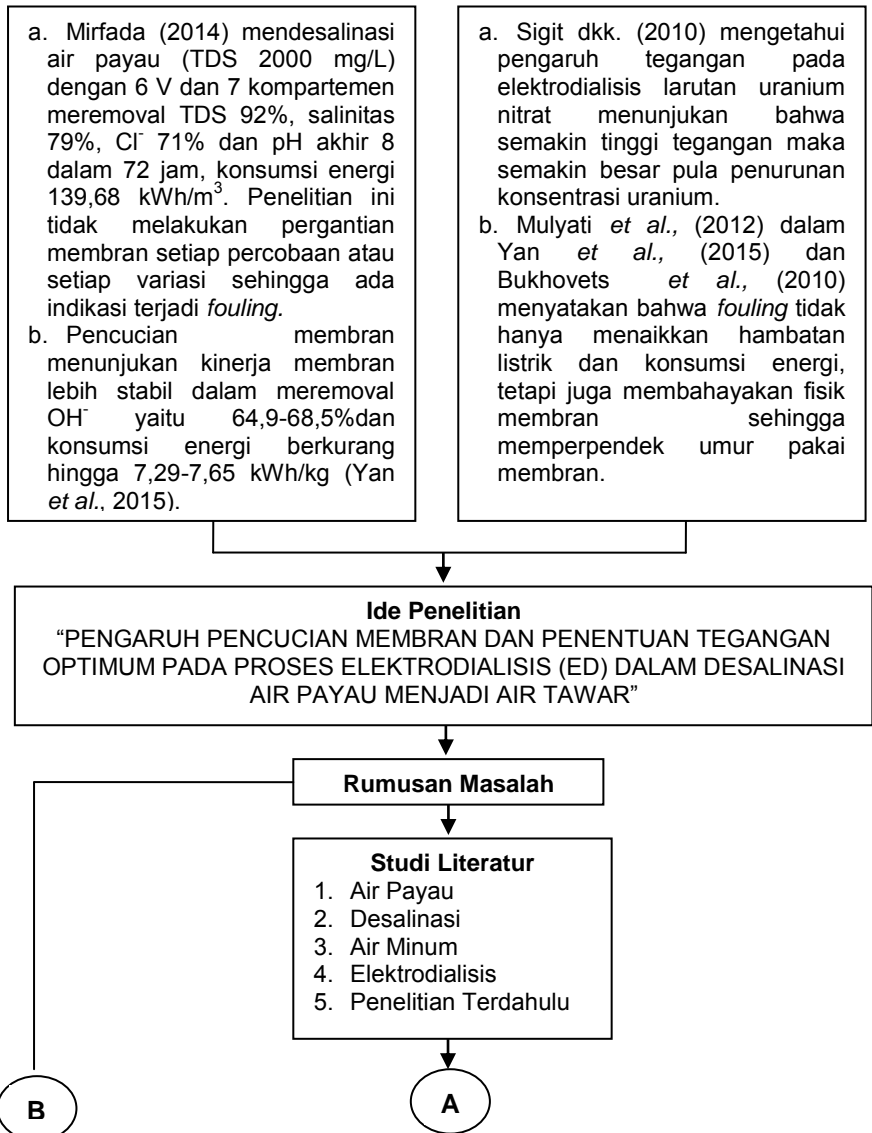 a. Mirfada (2014) mendesalinasi
air payau (TDS 2000 mg/L)
dengan 6 V dan 7 kompartemen
meremoval TDS 92%, salinitas
79%, Cl⁻ 71% dan pH akhir 8
dalam 72 jam, konsumsi energi
139,68 kWh/m³. Penelitian ini
tidak melakukan pergantian
membran setiap percobaan atau
setiap variasi sehingga ada
indikasi terjadi fouling.
b. Pencucian membran
menunjukan kinerja membran
lebih stabil dalam meremoval
OH⁻ yaitu 64,9-68,5%dan
konsumsi energi berkurang
hingga 7,29-7,65 kWh/kg (Yan
et al., 2015).
a. Sigit dkk. (2010) mengetahui
pengaruh tegangan pada
elektrodialisis larutan uranium
nitrat menunjukan bahwa
semakin tinggi tegangan maka
semakin besar pula penurunan
konsentrasi uranium.
b. Mulyati et al., (2012) dalam
Yan et al., (2015) dan
Bukhovets et al., (2010)
menyatakan bahwa fouling tidak
hanya menaikkan hambatan
listrik dan konsumsi energi,
tetapi juga membahayakan fisik
membran sehingga
memperpendek umur pakai
membran.
Ide Penelitian
“PENGARUH PENCUCIAN MEMBRAN DAN PENENTUAN TEGANGAN
OPTIMUM PADA PROSES ELEKTRODIALISIS (ED) DALAM DESALINASI
AIR PAYAU MENJADI AIR TAWAR”
Rumusan Masalah
Studi Literatur
1. Air Payau
2. Desalinasi
3. Air Minum
4. Elektrodialisis
5. Penelitian Terdahulu
B
A